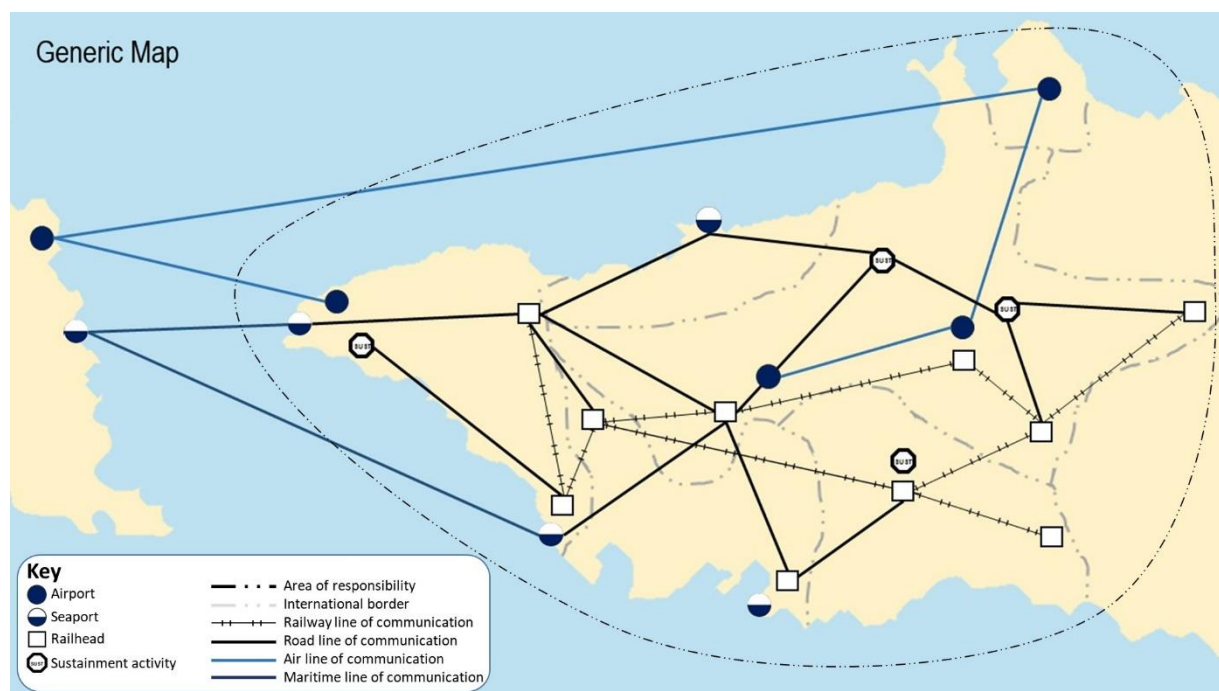 Generic Map
SUST
SUST
SUST
SUST
Key
Airport
Seaport
Railhead
SUST
Sustainment activity
Area of responsibility
International border
Railway line of communication
Road line of communication
Air line of communication
Maritime line of communication